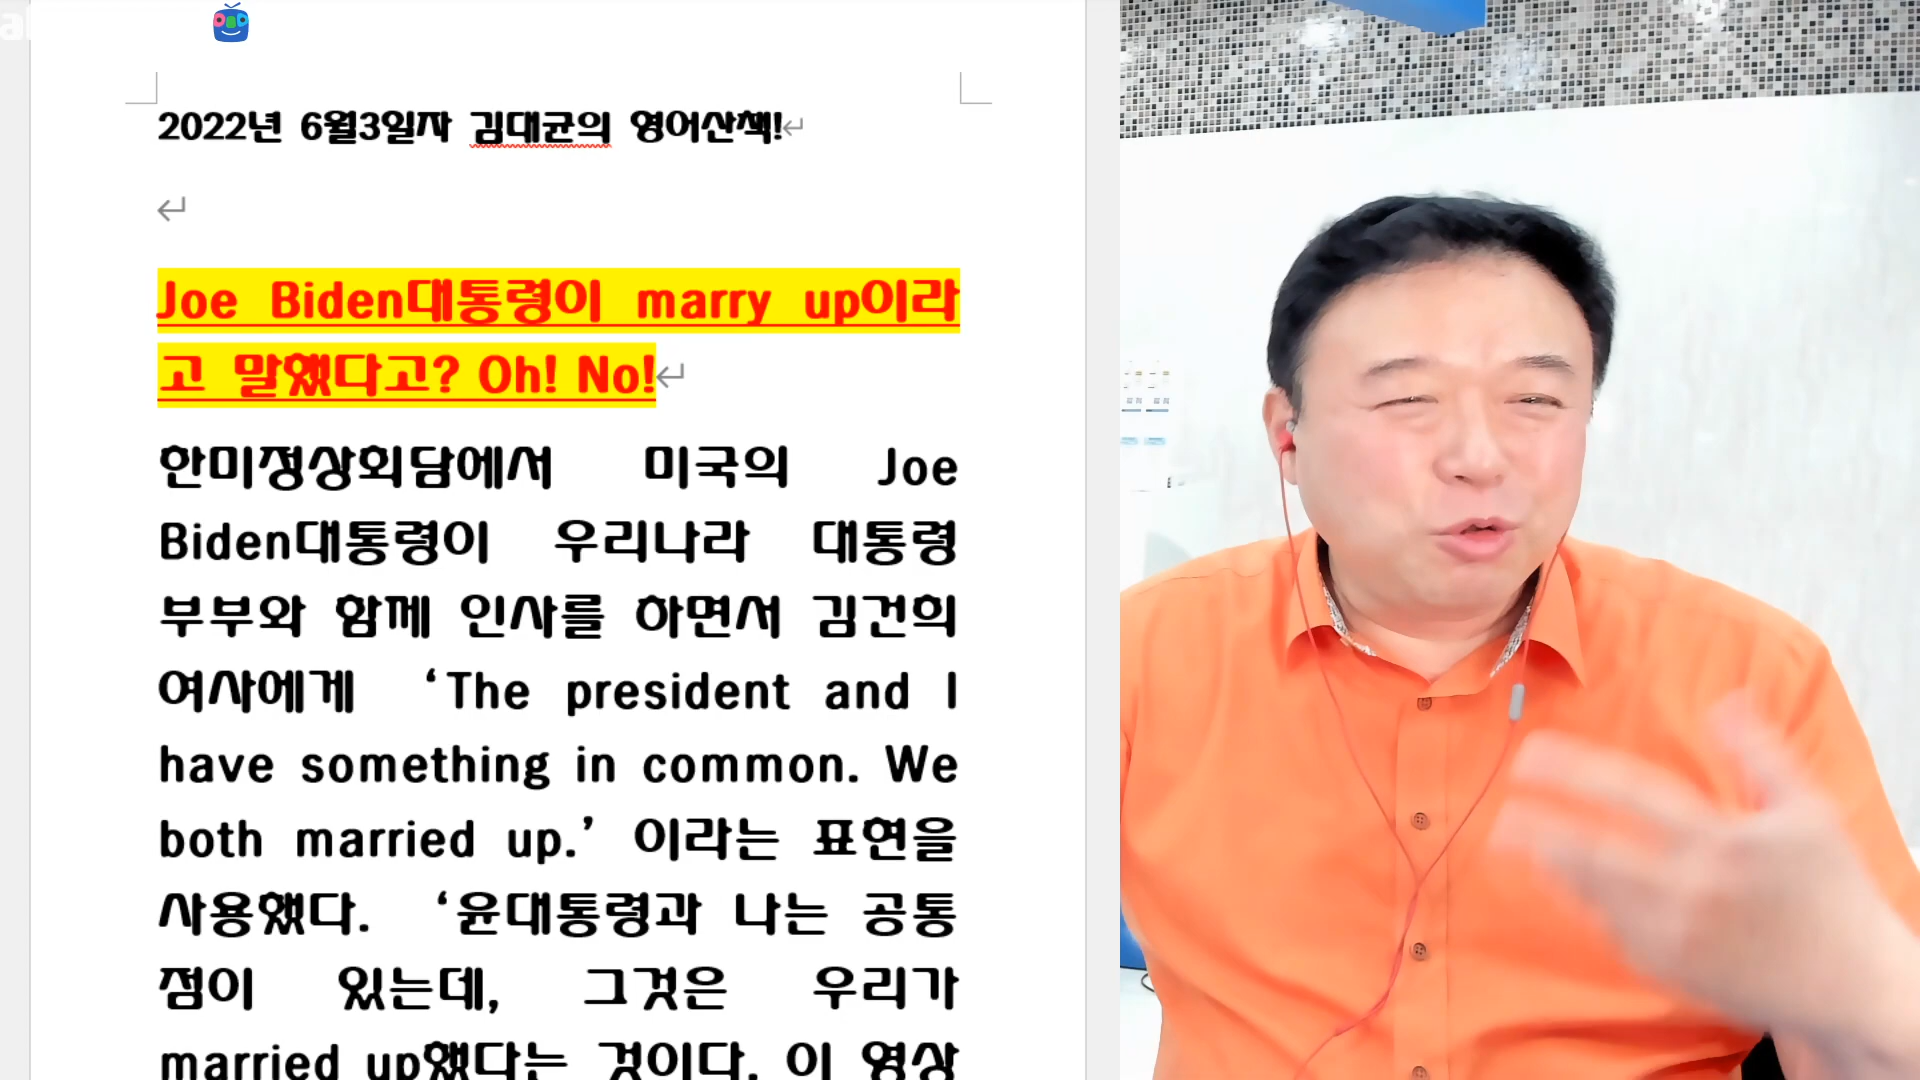 2022년 6월3일자 김대균의 영어산책!
Joe Biden대통령이 marry up이라
고 말했다고? Oh! No!
한미정상회담에서 미국의 Joe
Biden대통령이 우리나라 대통령
부부와 함께 인사를 하면서 김건희
여사에게 ‘The president and I
have something in common. We
both married up.’ 이라는 표현을
사용했다. ‘윤대통령과 나는 공통
점이 있는데, 그것은 우리가
married up했다는 것이다. 이 영상